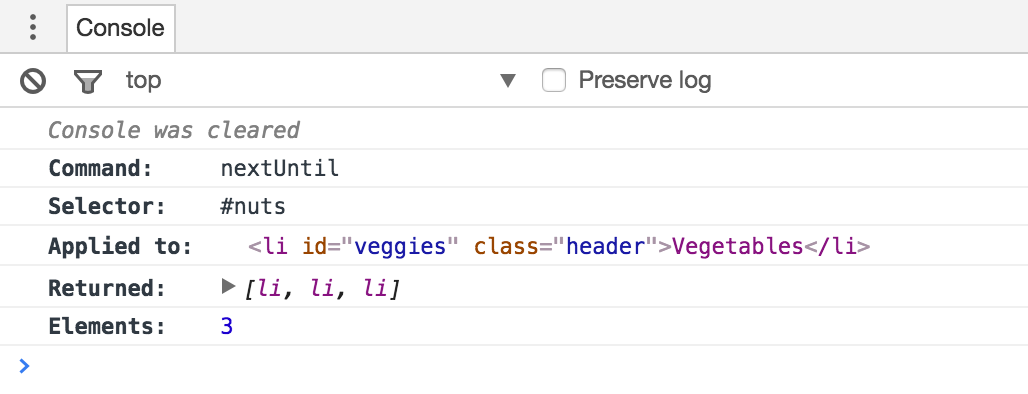 Console
top Preserve log
Console was cleared
Command: nextUntil
Selector: #nuts
Applied to: <li id="veggies" class="header">Vegetables</li>
Returned: [li, li, li]
Elements: 3